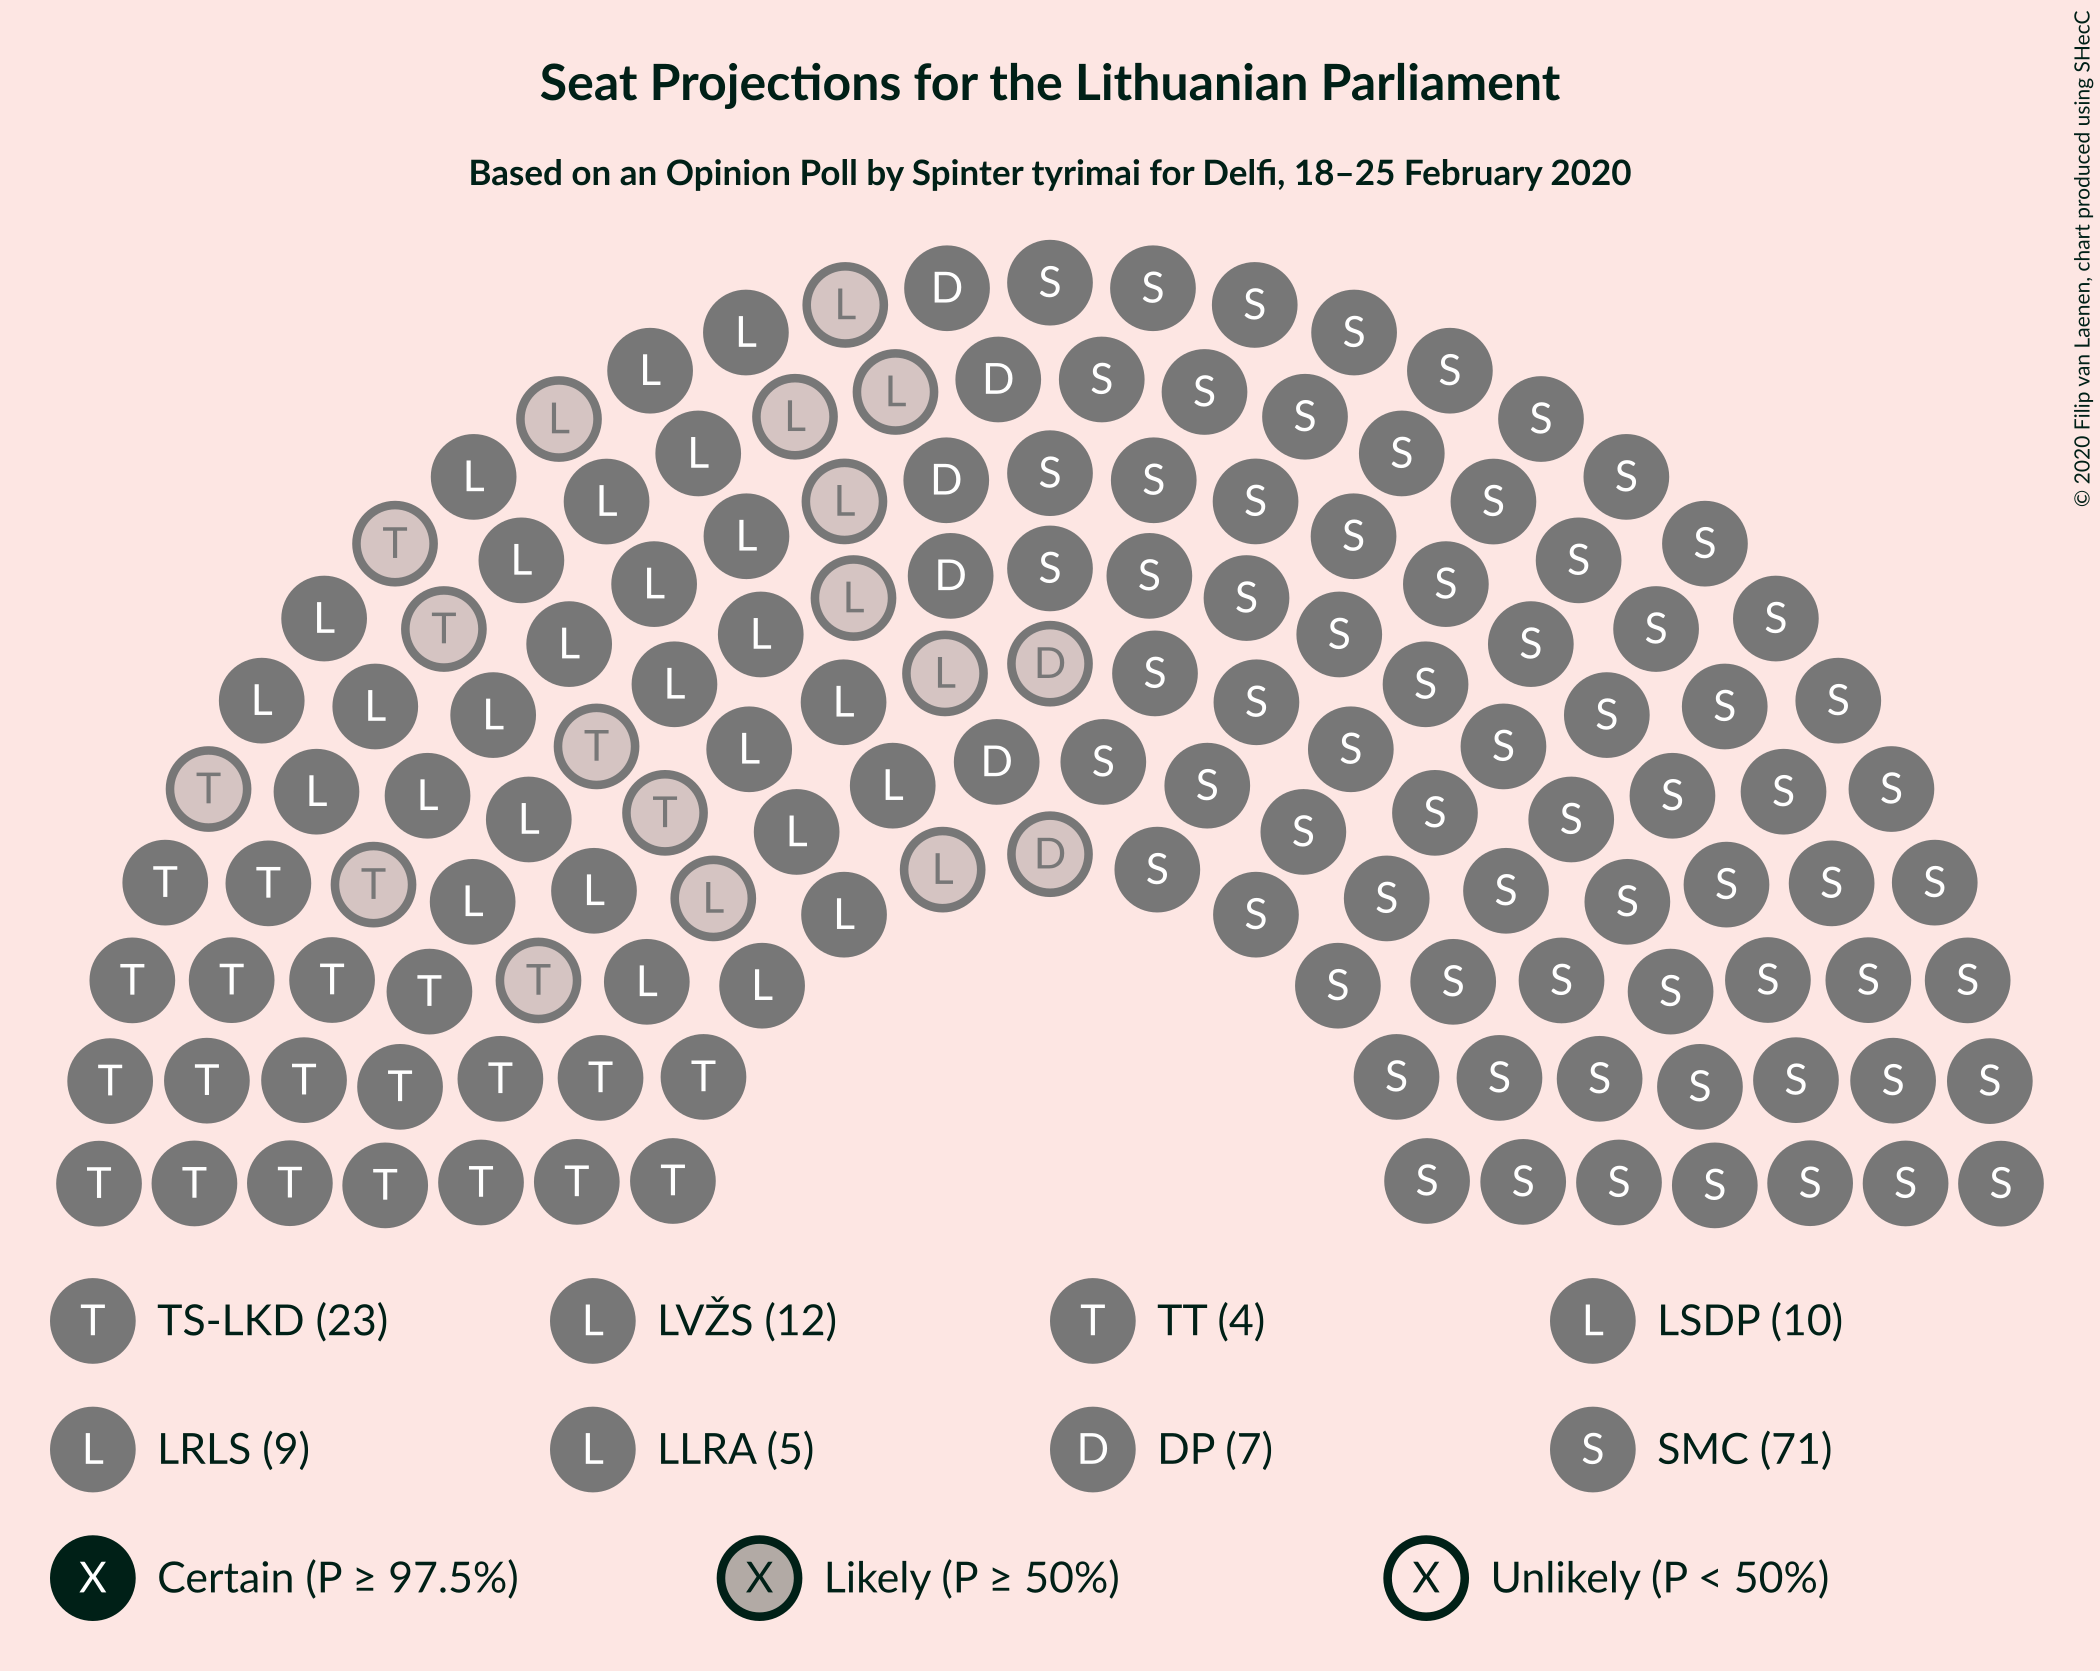 Seat Projections for the Lithuanian Parliament
Based on an Opinion Poll by Spinter tyrimai for Delfi, 18–25 February 2020
© 2020 Filip van Laenen, chart produced using SHecC
L D S S S
L L S S
L L D S S S S
L L L S S S
T L L D S S S S
L L L L S S S
L T L L L D S S S S S S
T L L L S S S
L L L L L D S S S S S
L T L L S S S S
T L L T L D S S S S S
L L T L L S S S S
T T T L L L L D S S S S S S
L L S S
T T T T T L L S S S S S S S
T T T T T T T S S S S S S S
T T T T T T T S S S S S S S
T TS-LKD (23) L LVŽS (12) T TT (4) L LSDP (10)
L LRLS (9) L LLRA (5) D DP (7) S SMC (71)
X Certain (P ≥ 97.5%) X Likely (P ≥ 50%) X Unlikely (P < 50%)